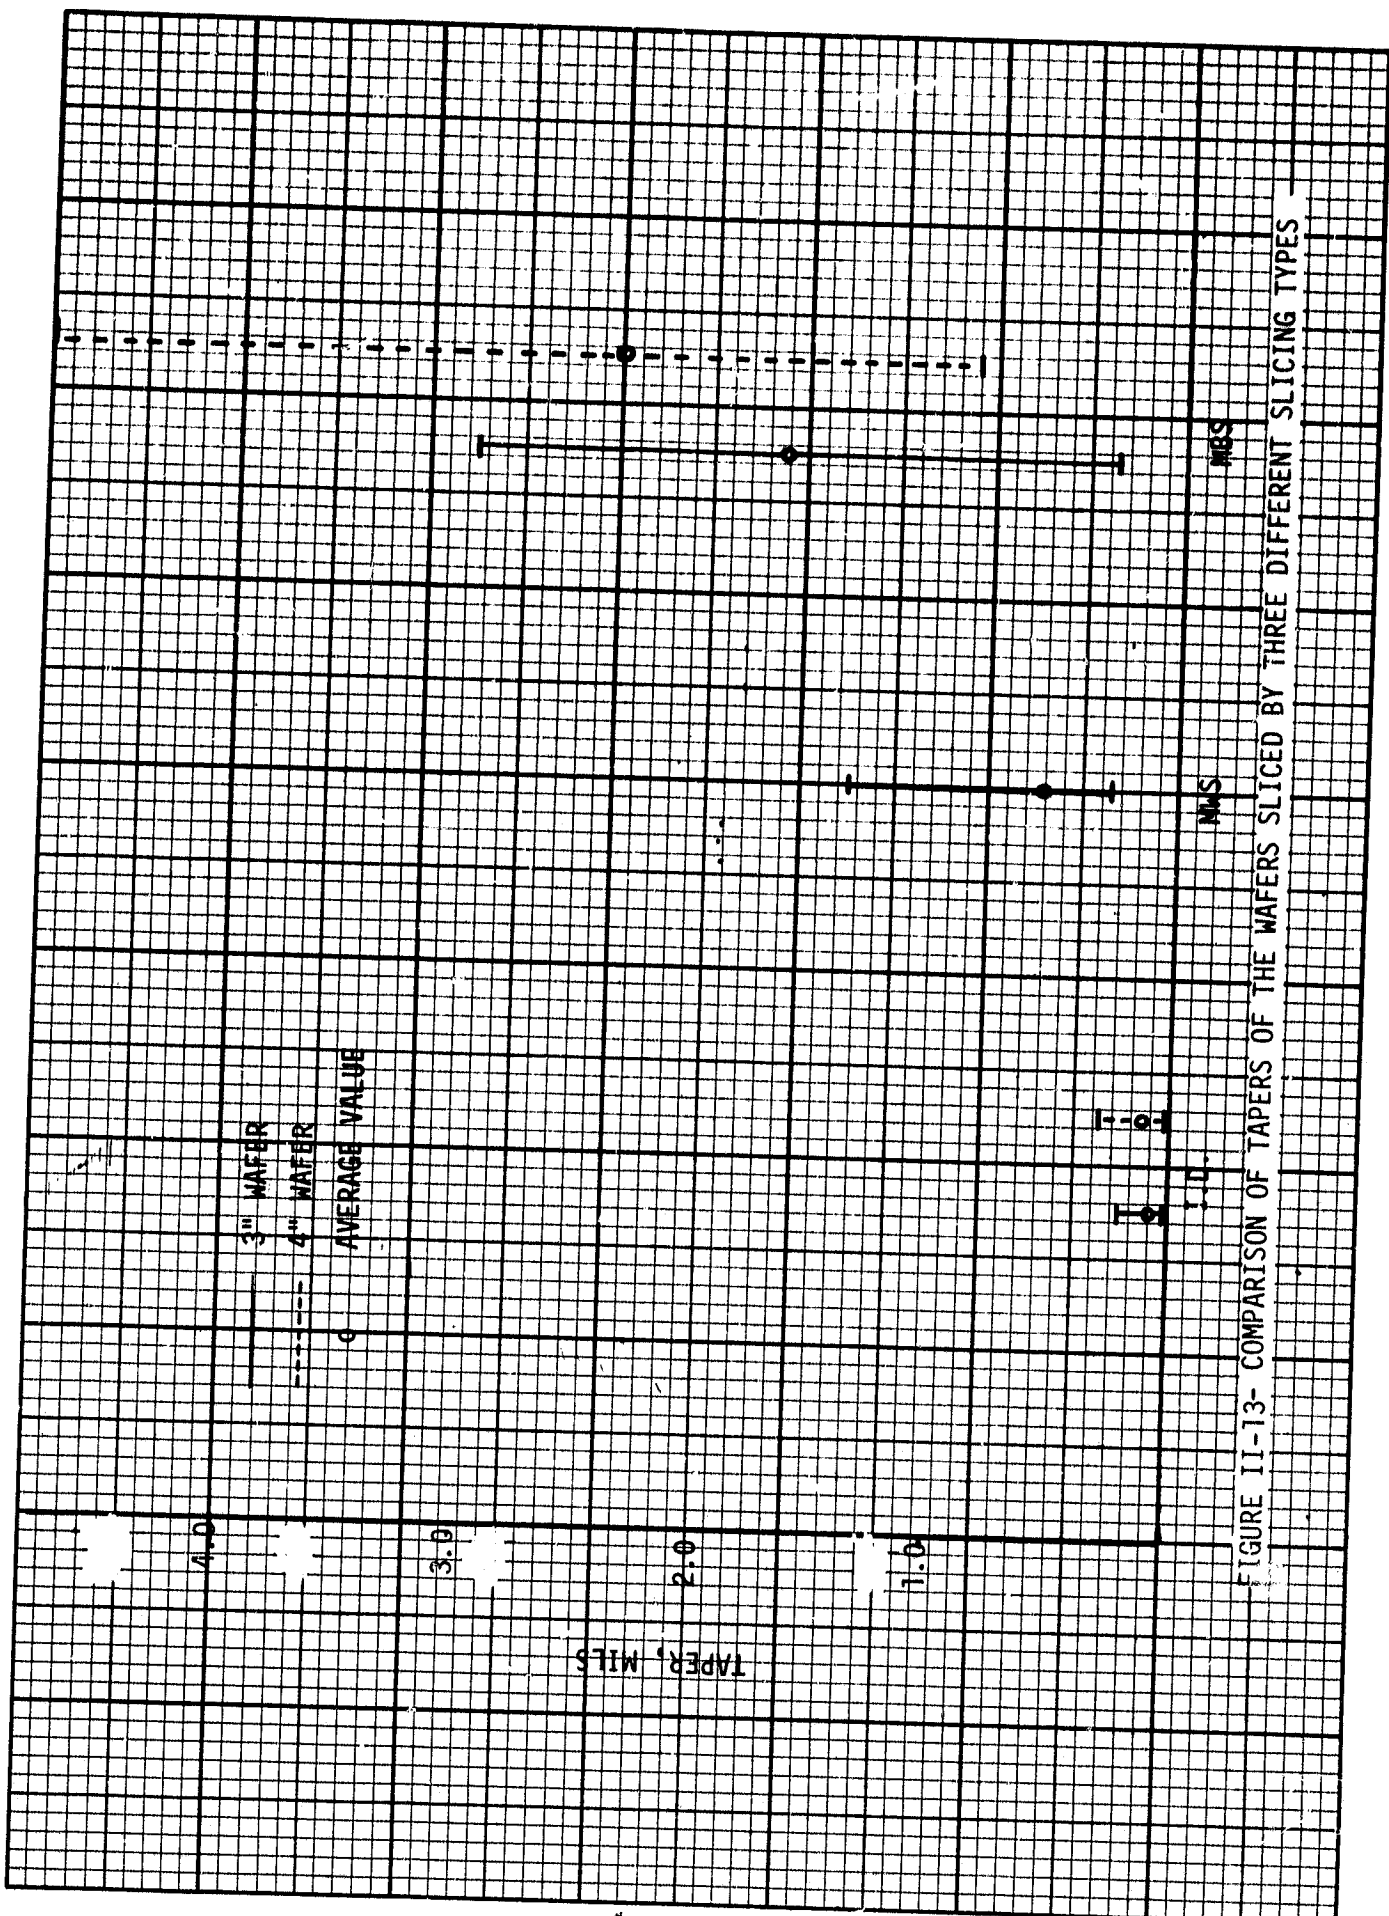 3" WAFER
4" WAFER
AVERAGE VALUE
4.0
3.0
2.0
1.0
TAPER, MILS
I.D.
MWS
MBS
FIGURE II-13- COMPARISON OF TAPERS OF THE WAFERS SLICED BY THREE DIFFERENT SLICING TYPES